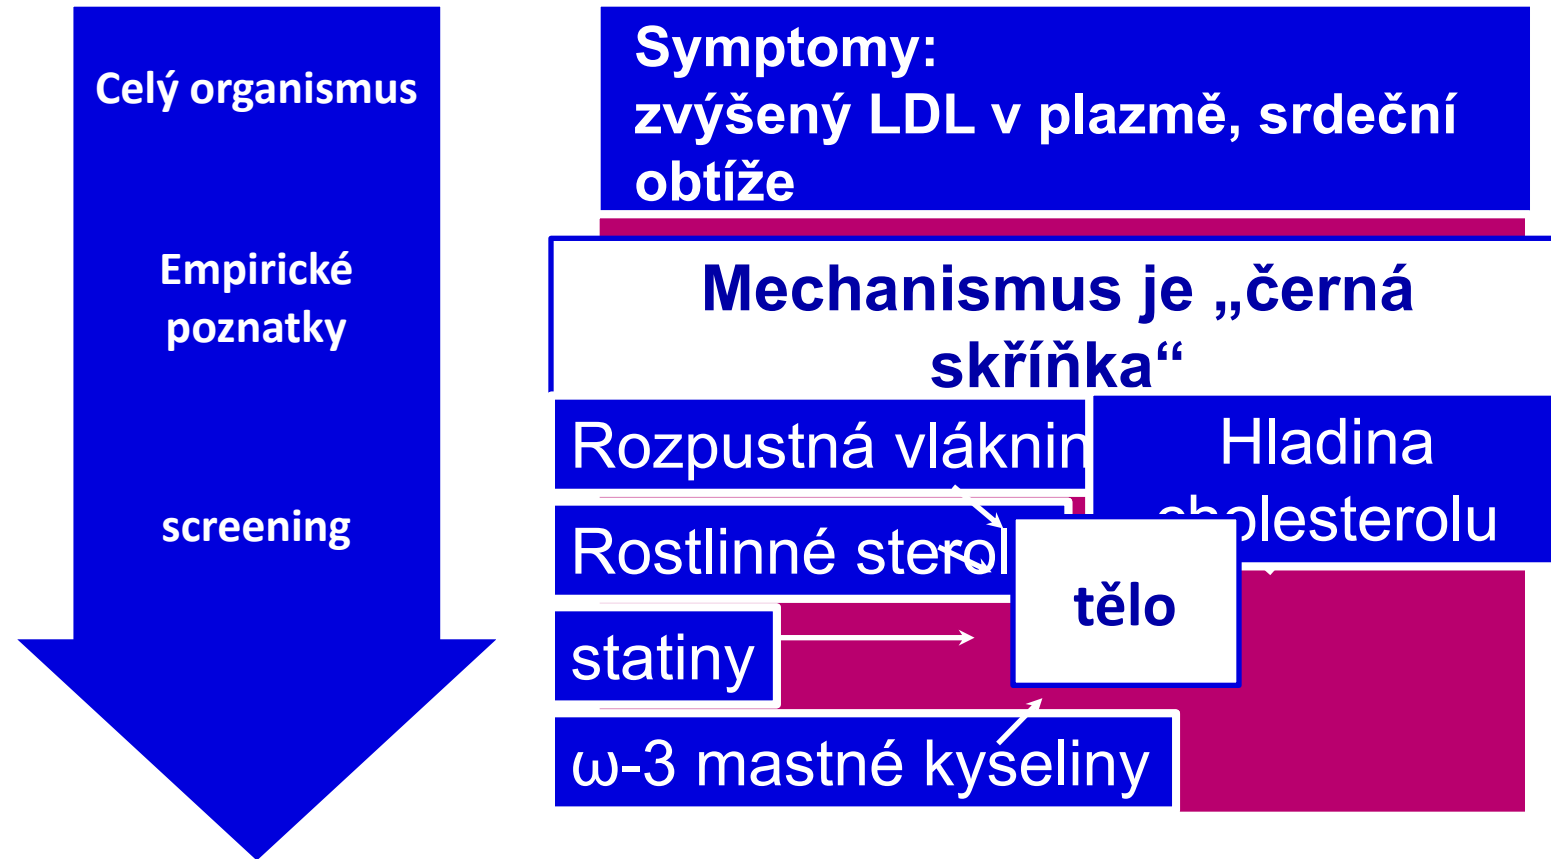 Celý organismus
Empirické
poznatky
screening
Symptomy:
zvýšený LDL v plazmě, srdeční
obtíže
Mechanismus je „černá
skříňka“
Rozpustná vláknin
Hladina
cholesterolu
Rostlinné sterol
tělo
statiny
ω-3 mastné kyseliny